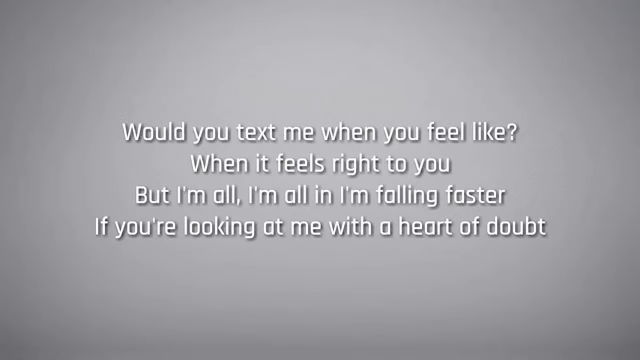 Would you text me when you feel like?
When it feels right to you
But I'm all, I'm all in I'm falling faster
If you're looking at me with a heart of doubt